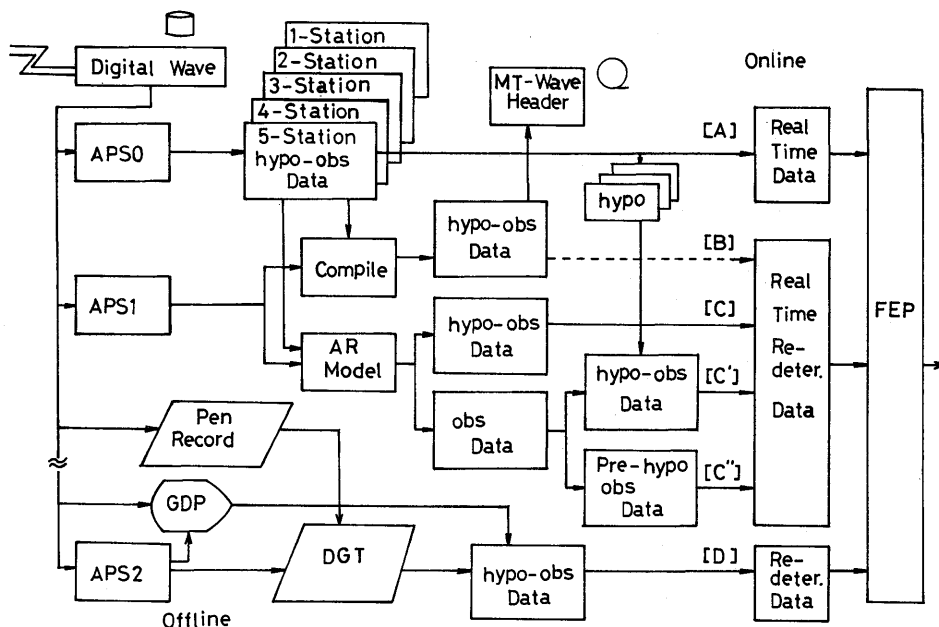 1-Station
2-Station
3-Station
4-Station
5-Station
hypo-obs
Data
Digital Wave
MT-Wave
Header
Online
APS0
[A]
Real
Time
Data
hypo
hypo-obs
Data
[B]
Compile
APS1
hypo-obs
Data
[C]
Real
Time
Re-
deter.
Data
FEP
AR
Model
hypo-obs
Data
[C']
obs
Data
Pen
Record
Pre-hypo
obs
Data
[C'']
GDP
DGT
APS2
hypo-obs
Data
[D]
Re-
deter.
Data
Offline